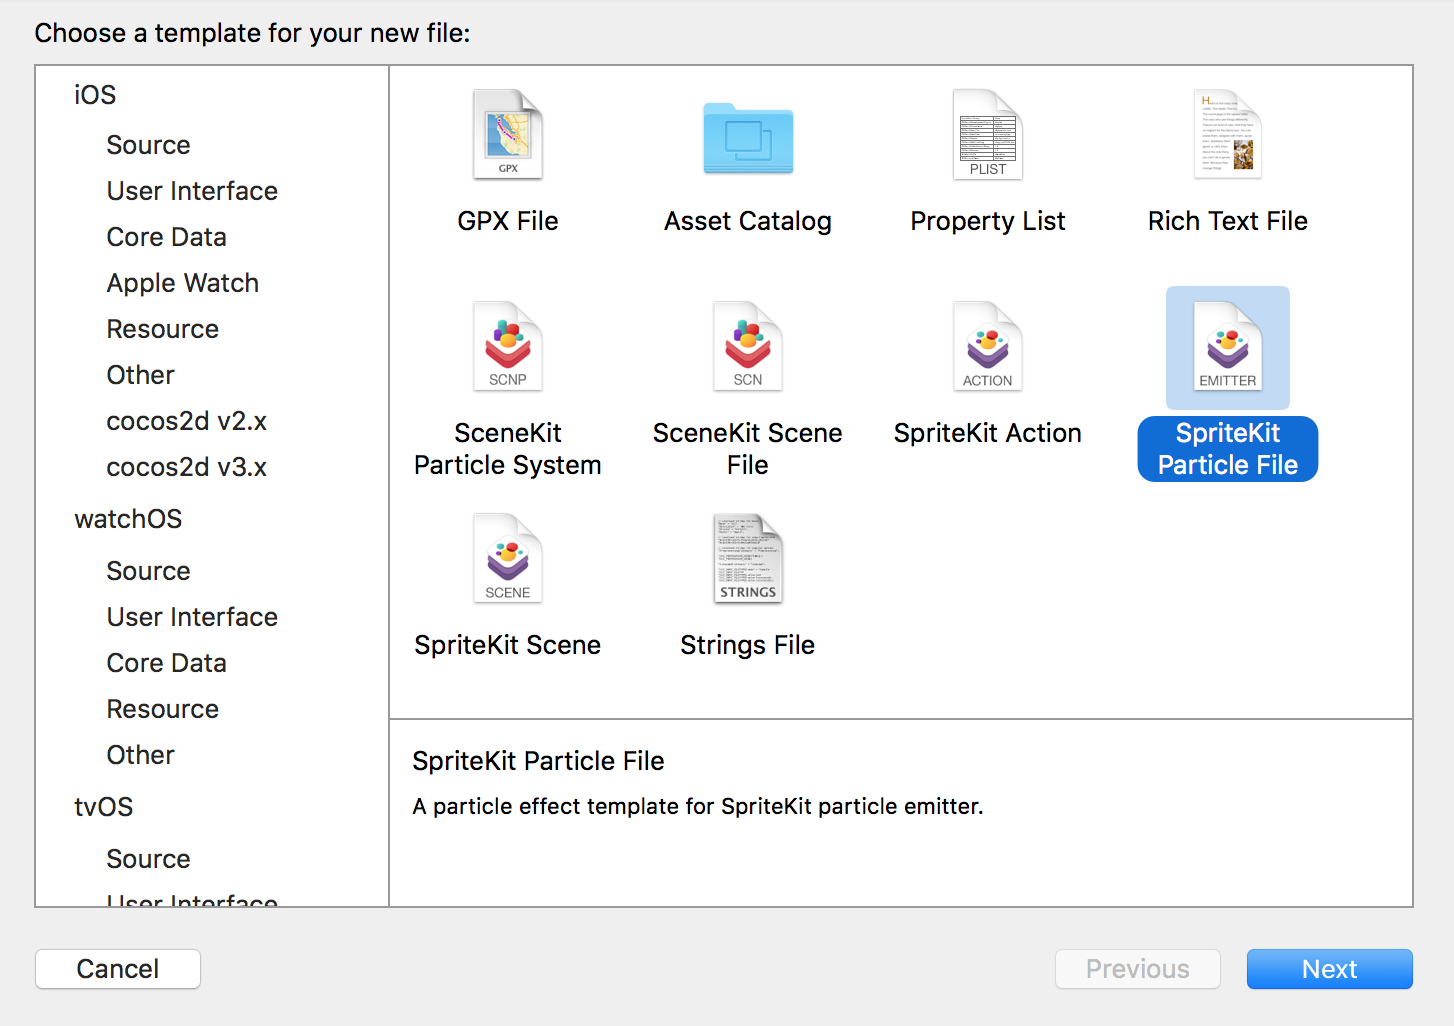 Choose a template for your new file:
iOS
Source
User Interface
Core Data
Apple Watch
Resource
Other
cocos2d v2.x
cocos2d v3.x
watchOS
Source
User Interface
Core Data
Resource
Other
tvOS
Source
User Interface
GPX
GPX File
Asset Catalog
PLIST
Property List
Rich Text File
SCNP
SceneKit
Particle System
SCN
SceneKit Scene
File
ACTION
SpriteKit Action
EMITTER
SpriteKit
Particle File
SCENE
SpriteKit Scene
STRINGS
Strings File
SpriteKit Particle File
A particle effect template for SpriteKit particle emitter.
Cancel
Previous
Next